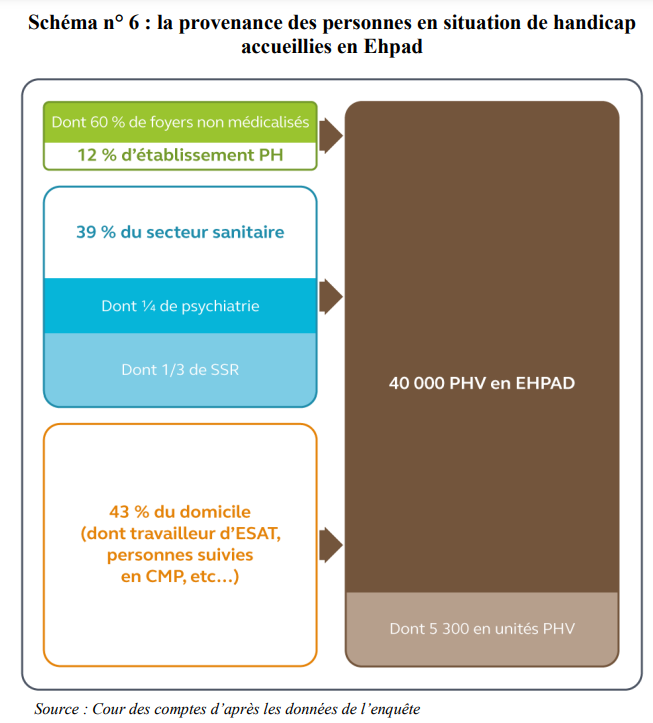 Schéma n° 6 : la provenance des personnes en situation de handicap
accueillies en Ehpad
Dont 60 % de foyers non médicalisés
12 % d’établissement PH
39 % du secteur sanitaire
Dont ¼ de psychiatrie
Dont 1/3 de SSR
43 % du domicile
(dont travailleur d’ESAT,
personnes suivies
en CMP, etc...)
40 000 PHV en EHPAD
Dont 5 300 en unités PHV
Source : Cour des comptes d’après les données de l’enquête